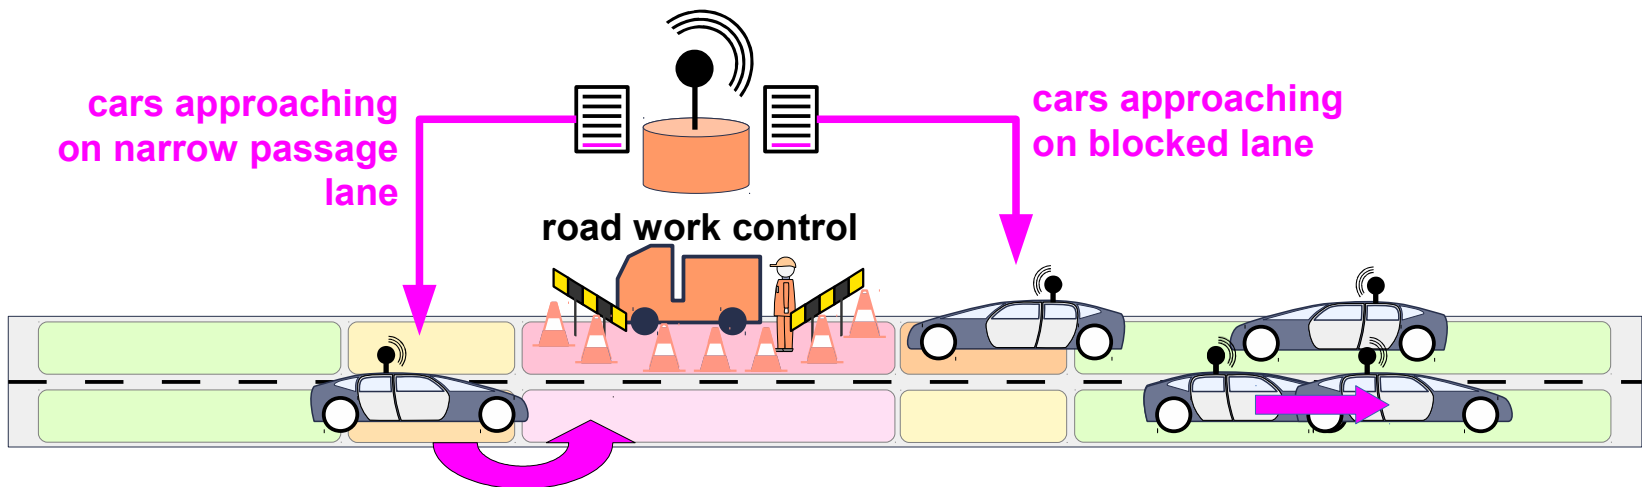 cars approaching
on narrow passage
lane
cars approaching
on blocked lane
road work control